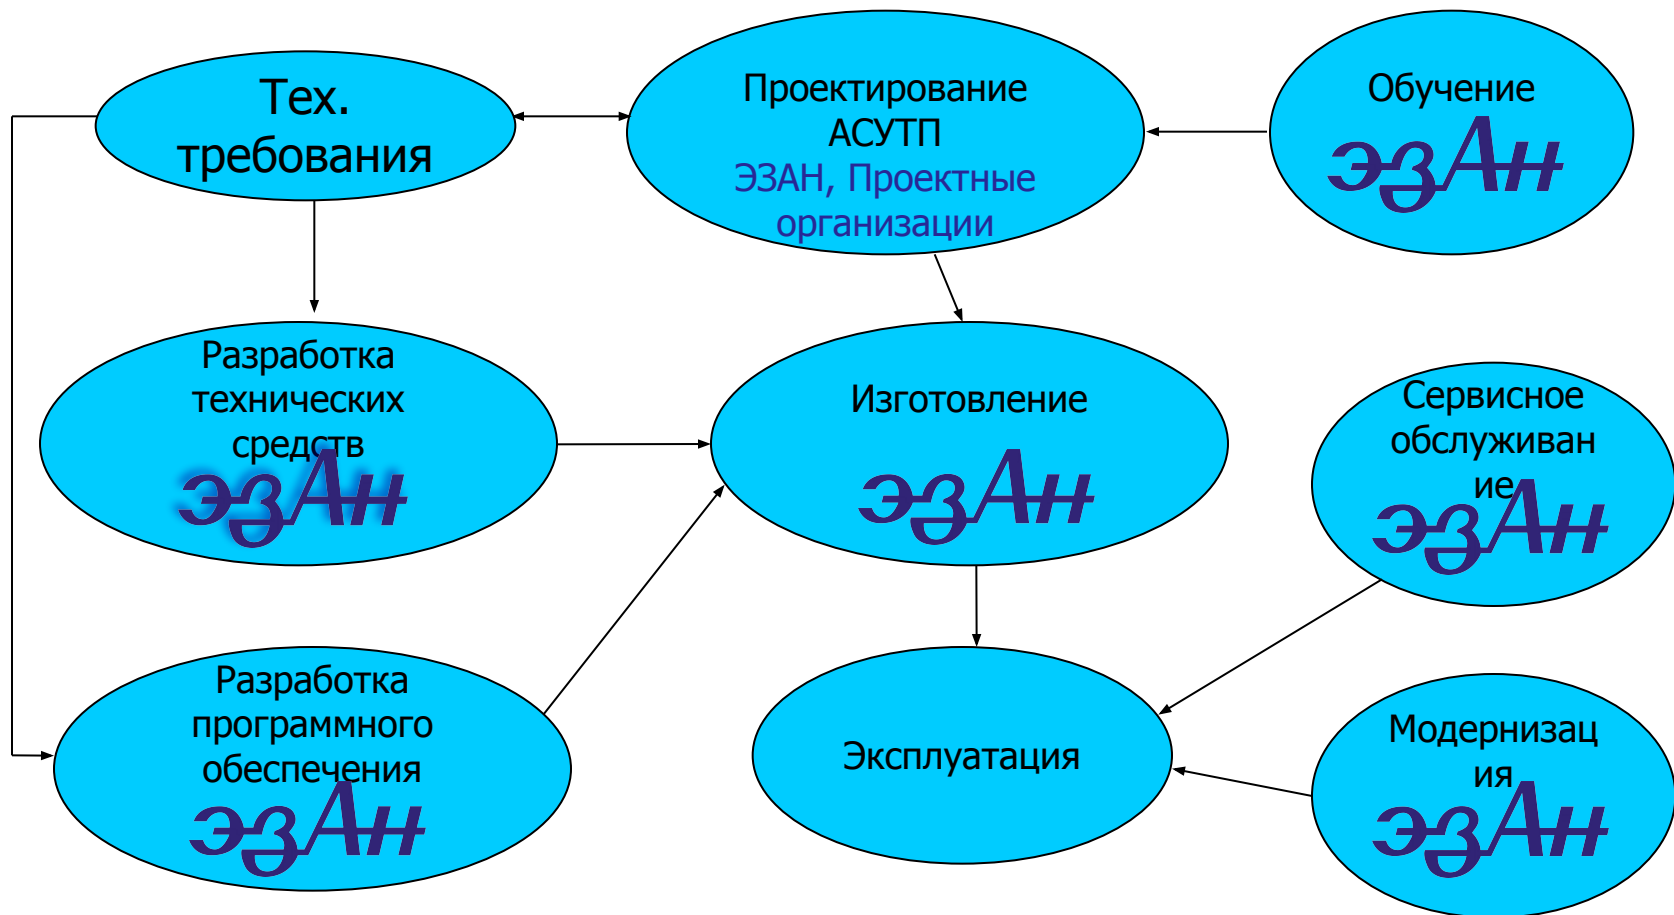 Тех.
требования
Проектирование
АСУТП
ЭЗАН, Проектные
организации
Обучение
эзАн
Разработка
технических
средств
эзАн
Изготовление
эзАн
Сервисное
обслуживан
ие
эзАн
Разработка
программного
обеспечения
эзАн
Эксплуатация
Модернизац
ия
эзАн